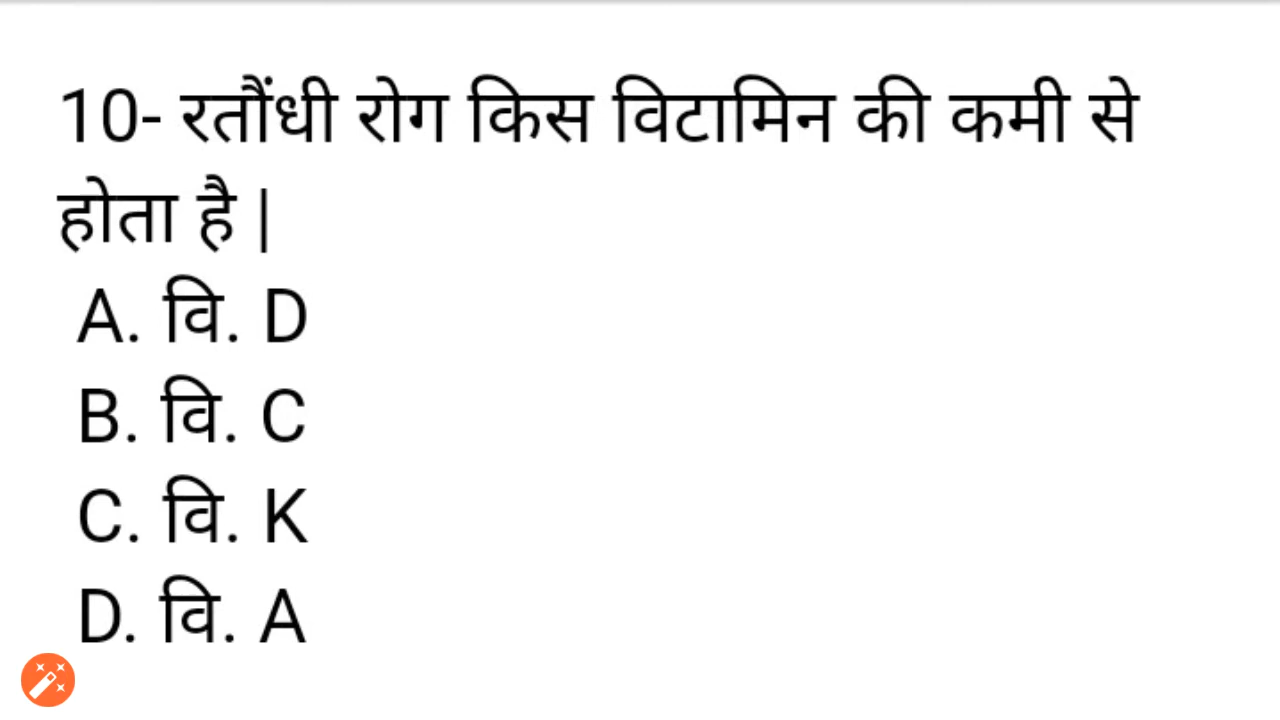 10- रतौंधी रोग किस विटामिन की कमी से
होता है |
A. वि. D
B. वि. C
C. वि. K
D. वि. A